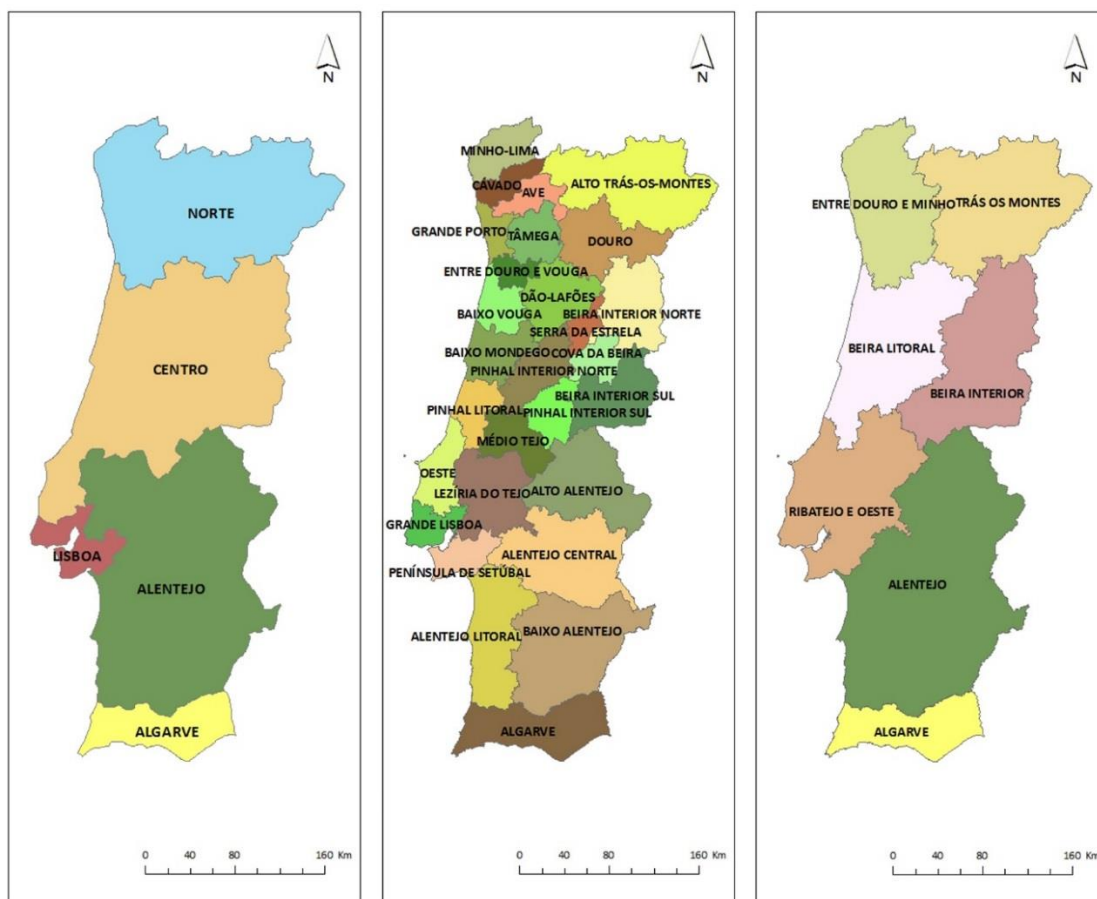 N
NORTE
CENTRO
LISBOA
ALENTEJO
ALGARVE
0 40 80 160 Km
N
MINHO-LIMA
CÁVADO
AVE
ALTO TRÁS-OS-MONTES
GRANDE PORTO
TÂMEGA
DOURO
ENTRE DOURO E VOUGA
DÃO-LAFÕES
BAIXO VOUGA
BEIRA INTERIOR NORTE
SERRA DA ESTRELA
BAIXO MONDEGO
COVA DA BEIRA
PINHAL INTERIOR NORTE
BEIRA INTERIOR SUL
PINHAL LITORAL
PINHAL INTERIOR SUL
MÉDIO TEJO
OESTE
LEZÍRIA DO TEJO
ALTO ALENTEJO
GRANDE LISBOA
ALENTEJO CENTRAL
PENÍNSULA DE SETÚBAL
ALENTEJO LITORAL
BAIXO ALENTEJO
ALGARVE
0 40 80 160 Km
N
ENTRE DOURO E MINHO
TRÁS OS MONTES
BEIRA LITORAL
BEIRA INTERIOR
RIBATEJO E OESTE
ALENTEJO
ALGARVE
0 40 80 160 Km